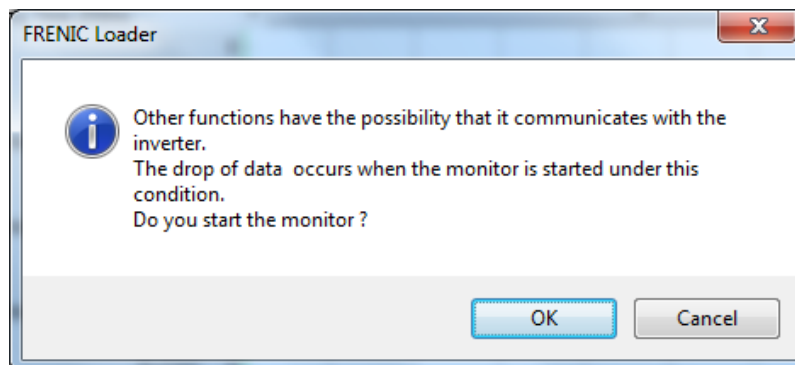 FRENIC Loader
Other functions have the possibility that it communicates with the
inverter.
The drop of data  occurs when the monitor is started under this
condition.
Do you start the monitor ?
OK
Cancel